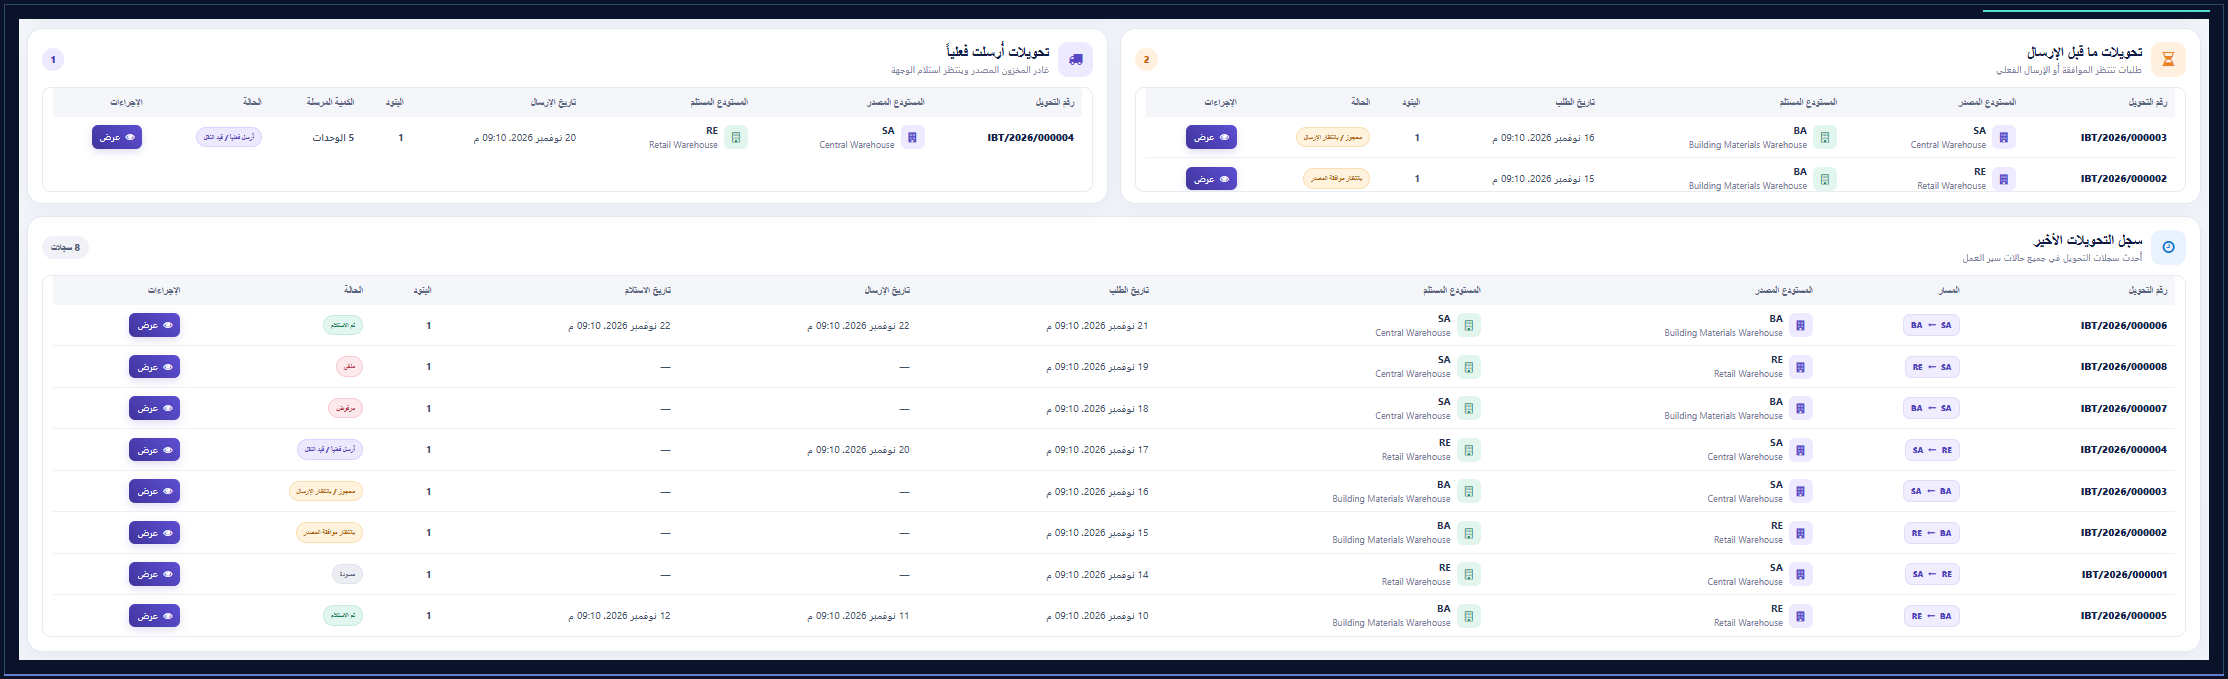 تحويلات ما قبل الإرسال
طلبات تنتظر الموافقة أو الإرسال الفعلي
2
رقم التحويل المستودع المصدر المستودع المستلم تاريخ الطلب البنود الحالة الإجراءات
IBT/2026/000003 SA Central Warehouse BA Building Materials Warehouse 16 نوفمبر 2026، 09:10 م 1 محجوز / بانتظار الإرسال عرض
IBT/2026/000002 RE Retail Warehouse BA Building Materials Warehouse 15 نوفمبر 2026، 09:10 م 1 بانتظار موافقة المصدر عرض
تحويلات أُرسلت فعلياً
غادر المخزون المصدر وينتظر استلام الوجهة
1
رقم التحويل المستودع المصدر المستودع المستلم تاريخ الإرسال البنود الكمية المرسلة الحالة الإجراءات
IBT/2026/000004 SA Central Warehouse RE Retail Warehouse 20 نوفمبر 2026، 09:10 م 1 5 الوحدات أرسل فعليا / قيد النقل عرض
سجل التحويلات الأخير
أحدث سجلات التحويل في جميع حالات سير العمل
8 سجلات
رقم التحويل المسار المستودع المصدر المستودع المستلم تاريخ الطلب تاريخ الإرسال تاريخ الاستلام البنود الحالة الإجراءات
IBT/2026/000006 BA ← SA BA Building Materials Warehouse SA Central Warehouse 21 نوفمبر 2026، 09:10 م 22 نوفمبر 2026، 09:10 م 22 نوفمبر 2026، 09:10 م 1 تم الاستلام عرض
IBT/2026/000008 RE ← SA RE Retail Warehouse SA Central Warehouse 19 نوفمبر 2026، 09:10 م — — 1 ملغى عرض
IBT/2026/000007 BA ← SA BA Building Materials Warehouse SA Central Warehouse 18 نوفمبر 2026، 09:10 م — — 1 مرفوض عرض
IBT/2026/000004 SA ← RE SA Central Warehouse RE Retail Warehouse 17 نوفمبر 2026، 09:10 م 20 نوفمبر 2026، 09:10 م — 1 أرسل فعليا / قيد النقل عرض
IBT/2026/000003 SA ← BA SA Central Warehouse BA Building Materials Warehouse 16 نوفمبر 2026، 09:10 م — — 1 محجوز / بانتظار الإرسال عرض
IBT/2026/000002 RE ← BA RE Retail Warehouse BA Building Materials Warehouse 15 نوفمبر 2026، 09:10 م — — 1 بانتظار موافقة المصدر عرض
IBT/2026/000001 SA ← RE SA Central Warehouse RE Retail Warehouse 14 نوفمبر 2026، 09:10 م — — 1 مسودة عرض
IBT/2026/000005 RE ← BA RE Retail Warehouse BA Building Materials Warehouse 10 نوفمبر 2026، 09:10 م 11 نوفمبر 2026، 09:10 م 12 نوفمبر 2026، 09:10 م 1 تم الاستلام عرض